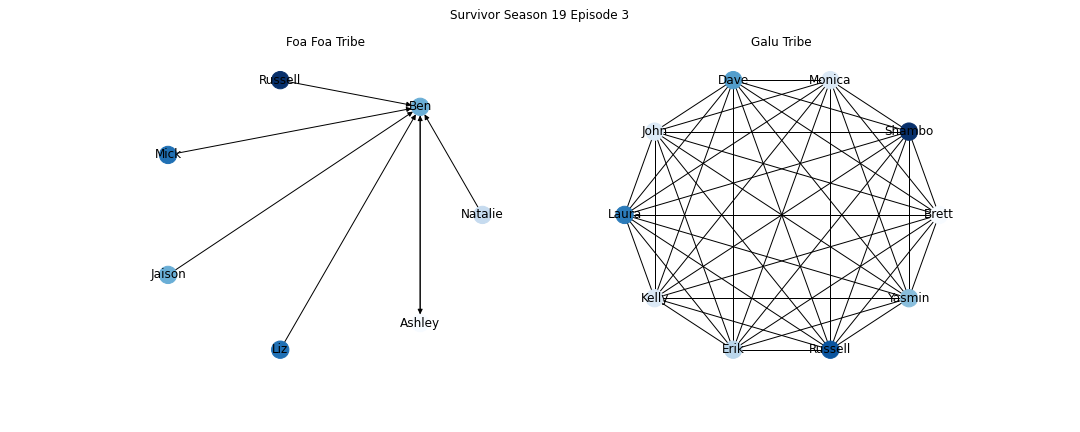 Survivor Season 19 Episode 3
Foa Foa Tribe
Russell
Ben
Mick
Natalie
Jaison
Ashley
Liz
Galu Tribe
Dave
Monica
John
Shambo
Laura
Brett
Kelly
Yasmin
Erik
Russell